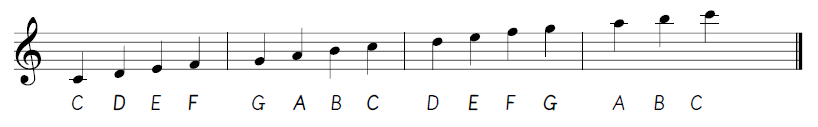 C D E F G A B C D E F G A B C